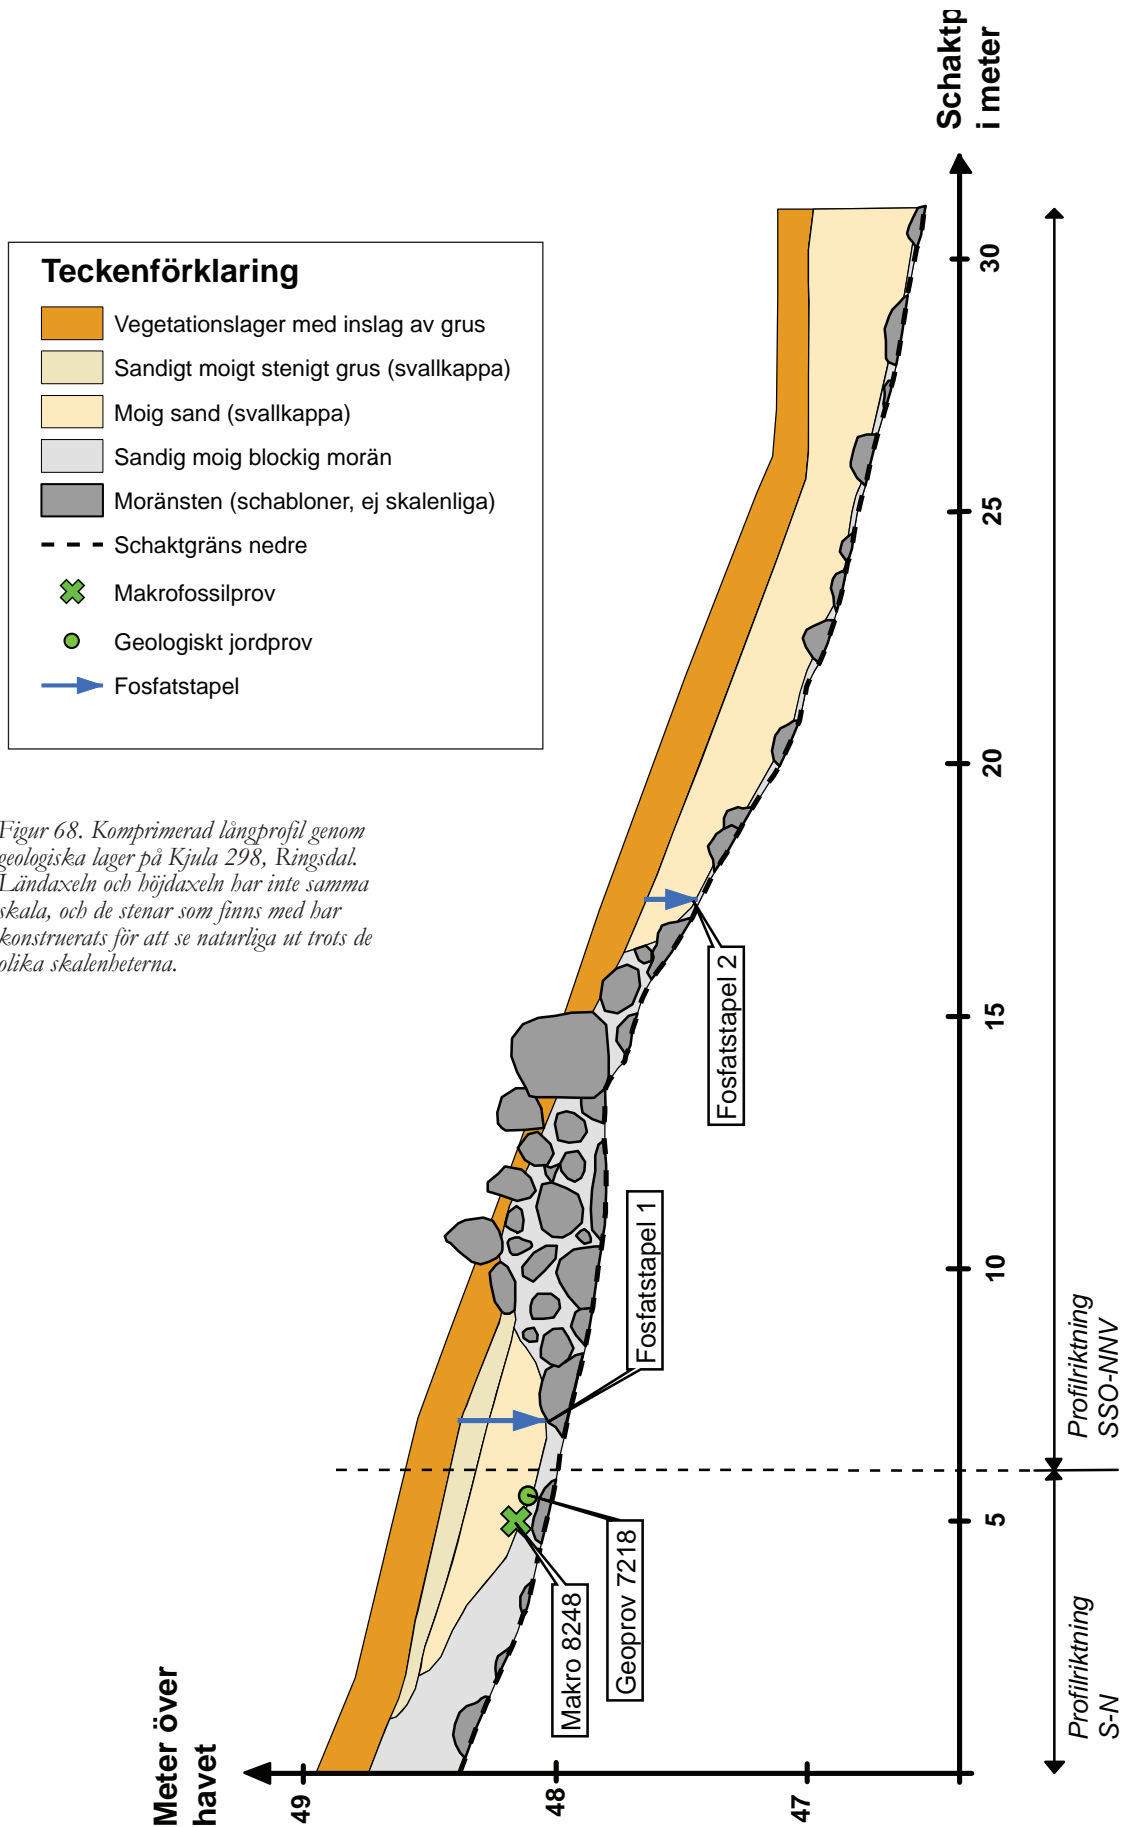 Teckenförklaring
Vegetationslager med inslag av grus
Sandigt moigt stenigt grus (svallkappa)
Moig sand (svallkappa)
Sandig moig blockig morän
Moränsten (schabloner, ej skalenliga)
Schaktgräns nedre
Makrofossilprov
Geologiskt jordprov
Fosfatstapel
Figur 68. Komprimerad långprofil genom
geologiska lager på Kjula 298, Ringsdal.
Ländaxeln och höjdaxeln har inte samma
skala, och de stenar som finns med har
konstruerats för att se naturliga ut trots de
olika skalenheterna.
Meter över
havet
49
48
47
Schaktp
i meter
5
10
15
20
25
30
Makro 8248
Geoprov 7218
Fosfatstapel 1
Fosfatstapel 2
Profilriktning
S-N
Profilriktning
SSO-NNV